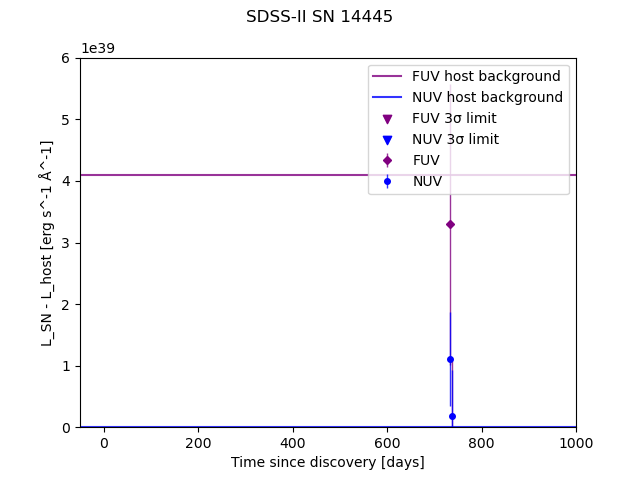 SDSS-II SN 14445
1e39
6
5
4
3
2
1
0
L_SN - L_host [erg s^-1 Å^-1]
FUV host background
NUV host background
FUV 3σ limit
NUV 3σ limit
FUV
NUV
0 200 400 600 800 1000
Time since discovery [days]